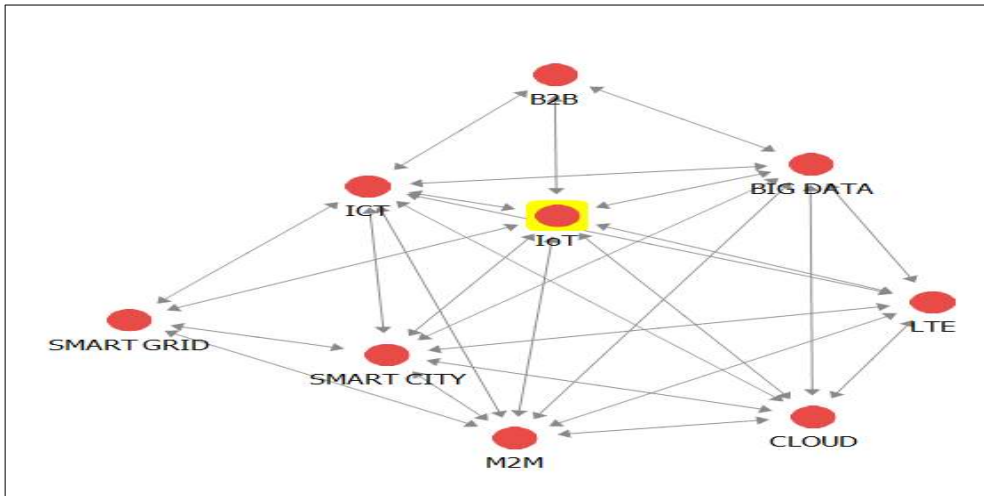 B2B
BIG DATA
ICT
IoT
SMART GRID
LTE
SMART CITY
CLOUD
M2M